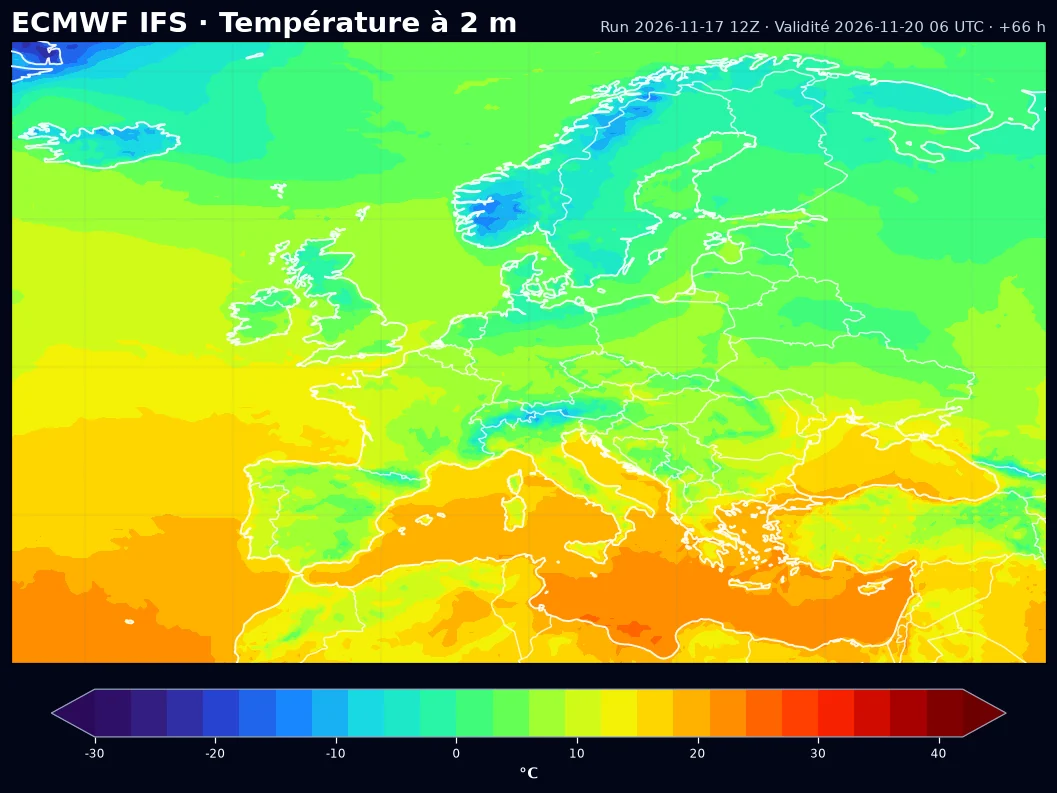 ECMWF IFS · Température à 2 m
Run 2026-11-17 12Z · Validité 2026-11-20 06 UTC · +66 h
-30 -20 -10 0 10 20 30 40
°C